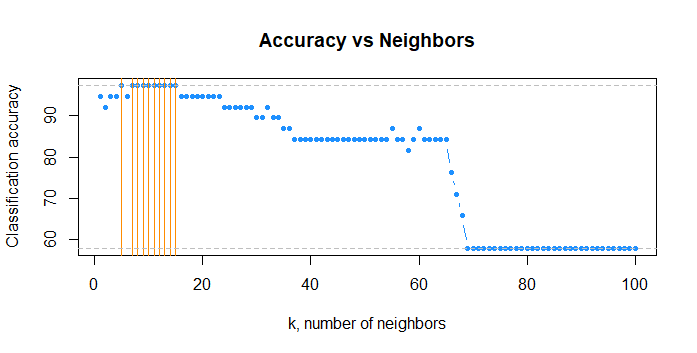 Accuracy vs Neighbors
Classification accuracy
90
80
70
60
0 20 40 60 80 100
k, number of neighbors